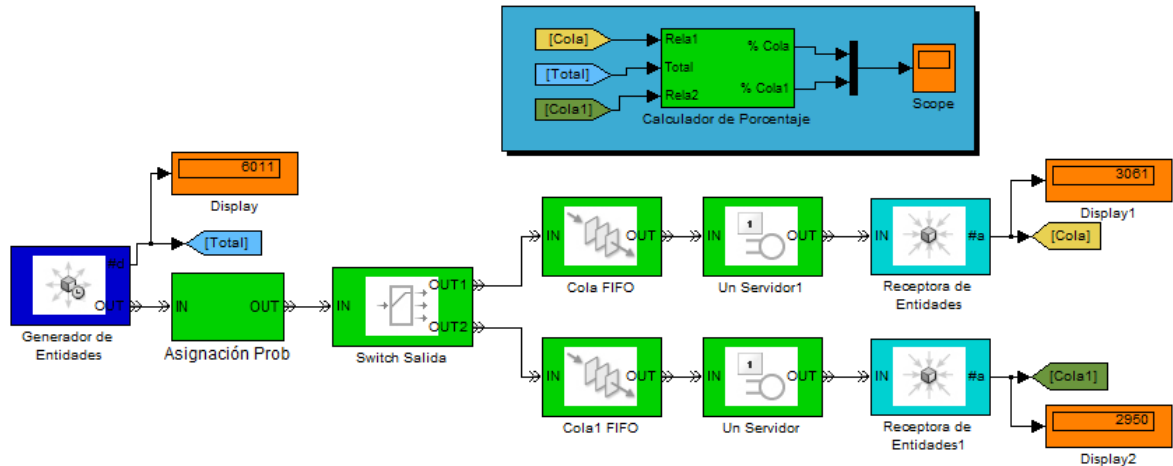 [Cola]
Rela1
% Cola
[Total]
Total
[Cola1]
Rela2
% Cola1
Calculador de Porcentaje
Scope
6011
Display
[Total]
#d
OUT
Generador de
Entidades
IN
OUT
Asignación Prob
IN
OUT1
OUT2
Switch Salida
IN
OUT
Cola FIFO
IN
1
OUT
Un Servidor1
IN
#a
Receptora de
Entidades
3061
Display1
[Cola]
IN
OUT
Cola1 FIFO
IN
1
OUT
Un Servidor
IN
#a
Receptora de
Entidades1
[Cola1]
2950
Display2